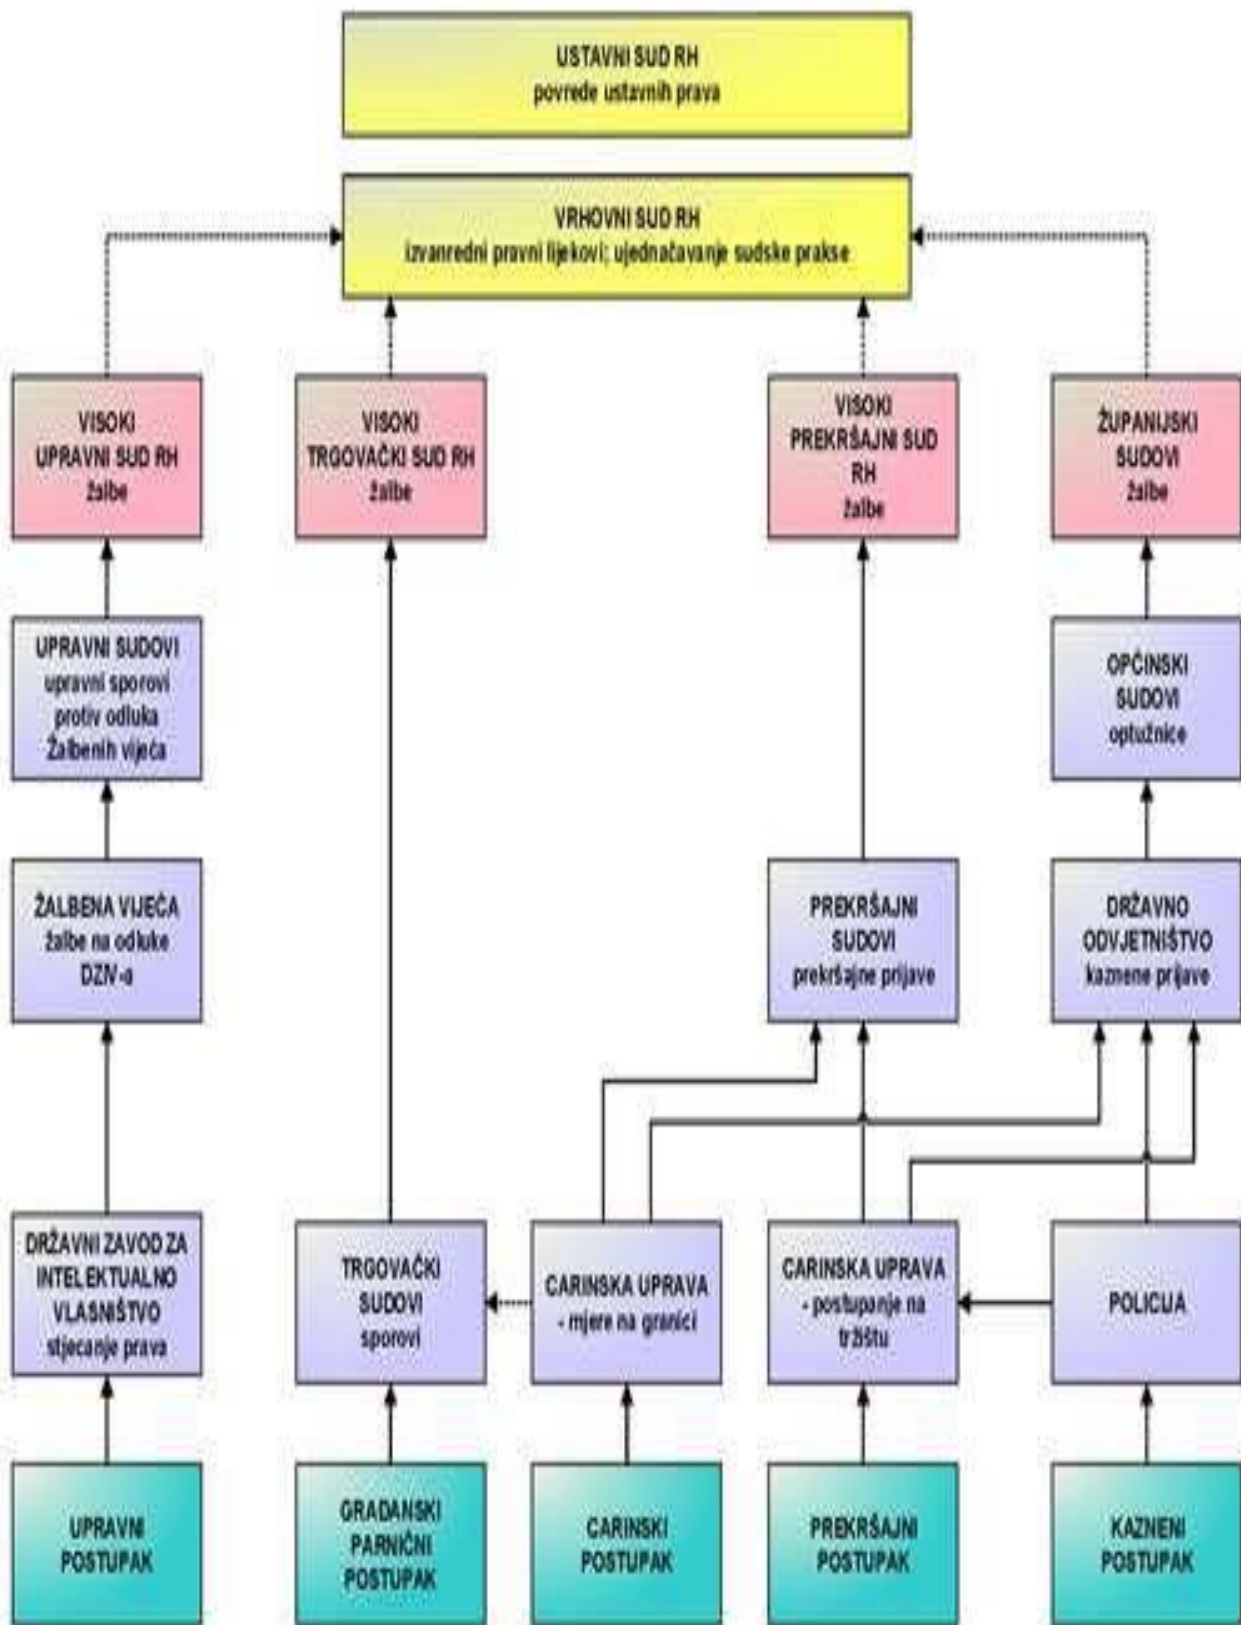 USTAVNI SUD RH
povrede ustavnih prava
VRHOVNI SUD RH
izvanredni pravni lijekovi; ujednačavanje sudske prakse
VISOKI
UPRAVNI SUD RH
žalbe
VISOKI
TRGOVAČKI SUD RH
žalbe
VISOKI
PREKRŠAJNI SUD
RH
žalbe
ŽUPANIJSKI
SUDOVI
žalbe
UPRAVNI SUDOVI
upravni sporovi
protiv odluka
Žalbenih vijeća
OPĆINSKI
SUDOVI
optužnice
ŽALBENA VIJEĆA
žalbe na odluke
DZIV-a
PREKRŠAJNI
SUDOVI
prekršajne prijave
DRŽAVNO
ODVJETNIŠTVO
kaznene prijave
DRŽAVNI ZAVOD ZA
INTELEKTUALNO
VLASNIŠTVO
stjecanje prava
TRGOVAČKI
SUDOVI
sporovi
CARINSKA UPRAVA
- mjere na granici
CARINSKA UPRAVA
- postupanje na
tržištu
POLICIJA
UPRAVNI
POSTUPAK
GRAĐANSKI
PARNIČNI
POSTUPAK
CARINSKI
POSTUPAK
PREKRŠAJNI
POSTUPAK
KAZNENI
POSTUPAK